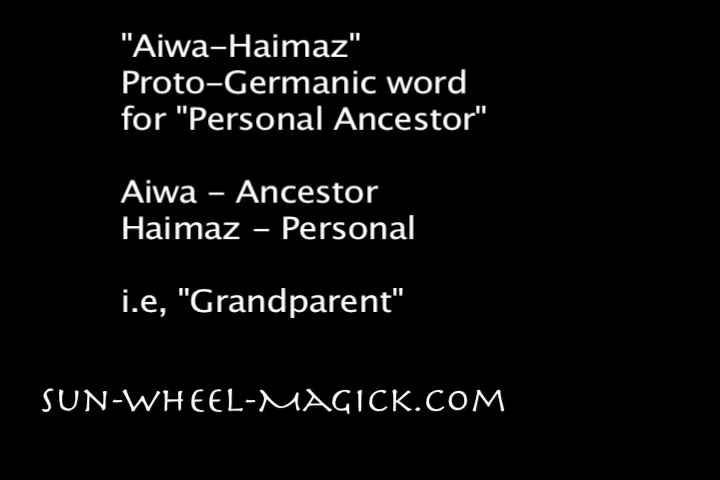 "Aiwa-Haimaz"
Proto-Germanic word
for "Personal Ancestor"
Aiwa - Ancestor
Haimaz - Personal
i.e, "Grandparent"
Sun-Wheel-Magick.com